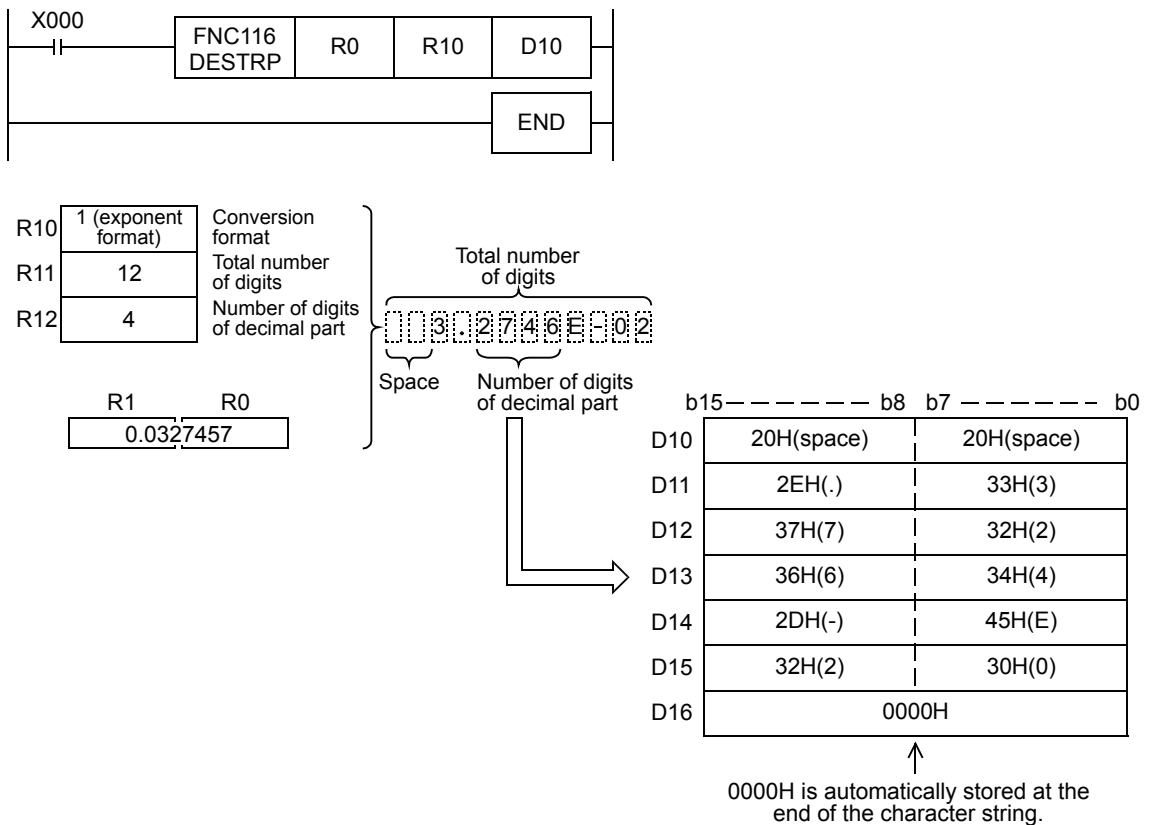 X000
FNC116
DESTRP
R0
R10
D10
END
R10
1 (exponent
format)
Conversion
format
R11
12
Total number
of digits
R12
4
Number of digits
of decimal part
R1
R0
0.0327457
Total number
of digits
3.2746E-02
Space
Number of digits
of decimal part
b15 b8 b7 b0
D10 20H(space) 20H(space)
D11 2EH(.) 33H(3)
D12 37H(7) 32H(2)
D13 36H(6) 34H(4)
D14 2DH(-) 45H(E)
D15 32H(2) 30H(0)
D16 0000H
0000H is automatically stored at the
end of the character string.